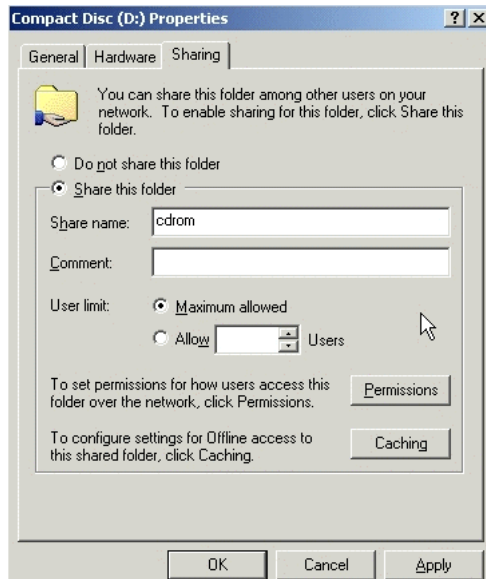 Compact Disc (D:) Properties
General Hardware Sharing
You can share this folder among other users on your
network. To enable sharing for this folder, click Share this
folder.
Do not share this folder
Share this folder
Share name: cdrom
Comment:
User limit: Maximum allowed
Allow Users
To set permissions for how users access this
folder over the network, click Permissions.
Permissions
To configure settings for Offline access to
this shared folder, click Caching.
Caching
OK Cancel Apply